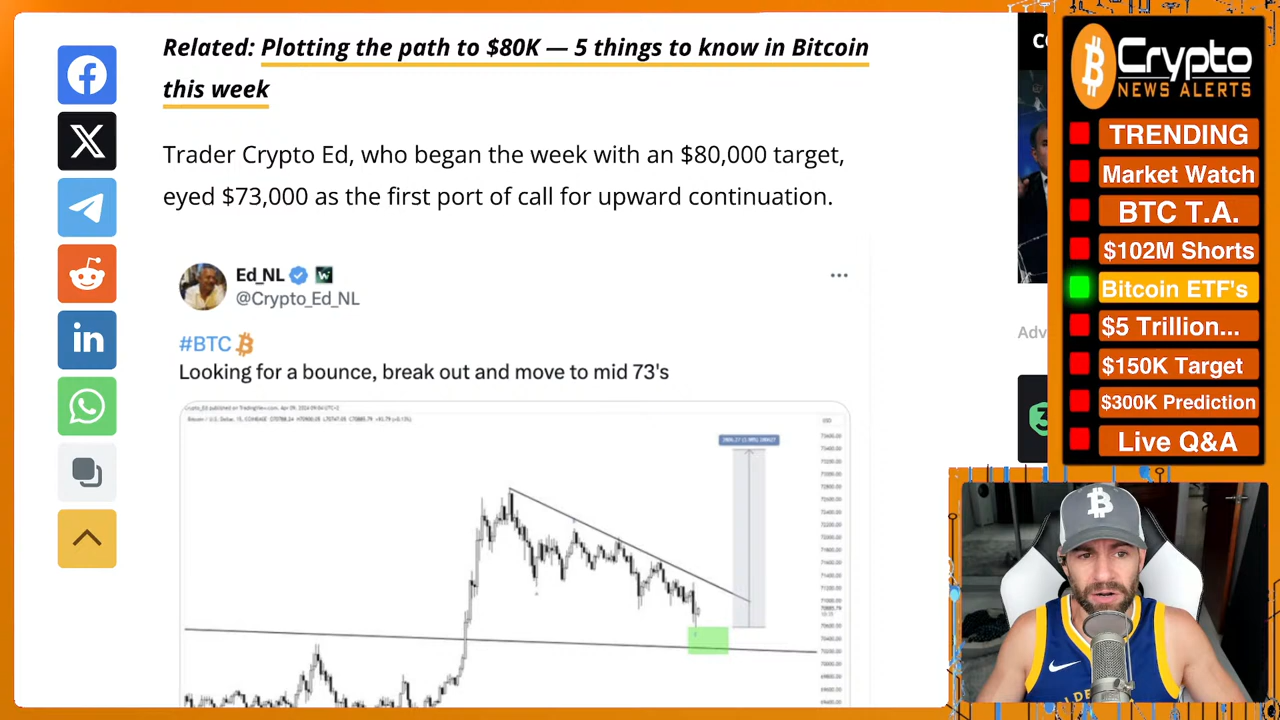 Related: Plotting the path to $80K — 5 things to know in Bitcoin
this week
Trader Crypto Ed, who began the week with an $80,000 target,
eyed $73,000 as the first port of call for upward continuation.
Ed_NL
@Crypto_Ed_NL
#BTC
Looking for a bounce, break out and move to mid 73's
Crypto
NEWS ALERTS
TRENDING
Market Watch
BTC T.A.
$102M Shorts
Bitcoin ETF's
$5 Trillion...
$150K Target
$300K Prediction
Live Q&A